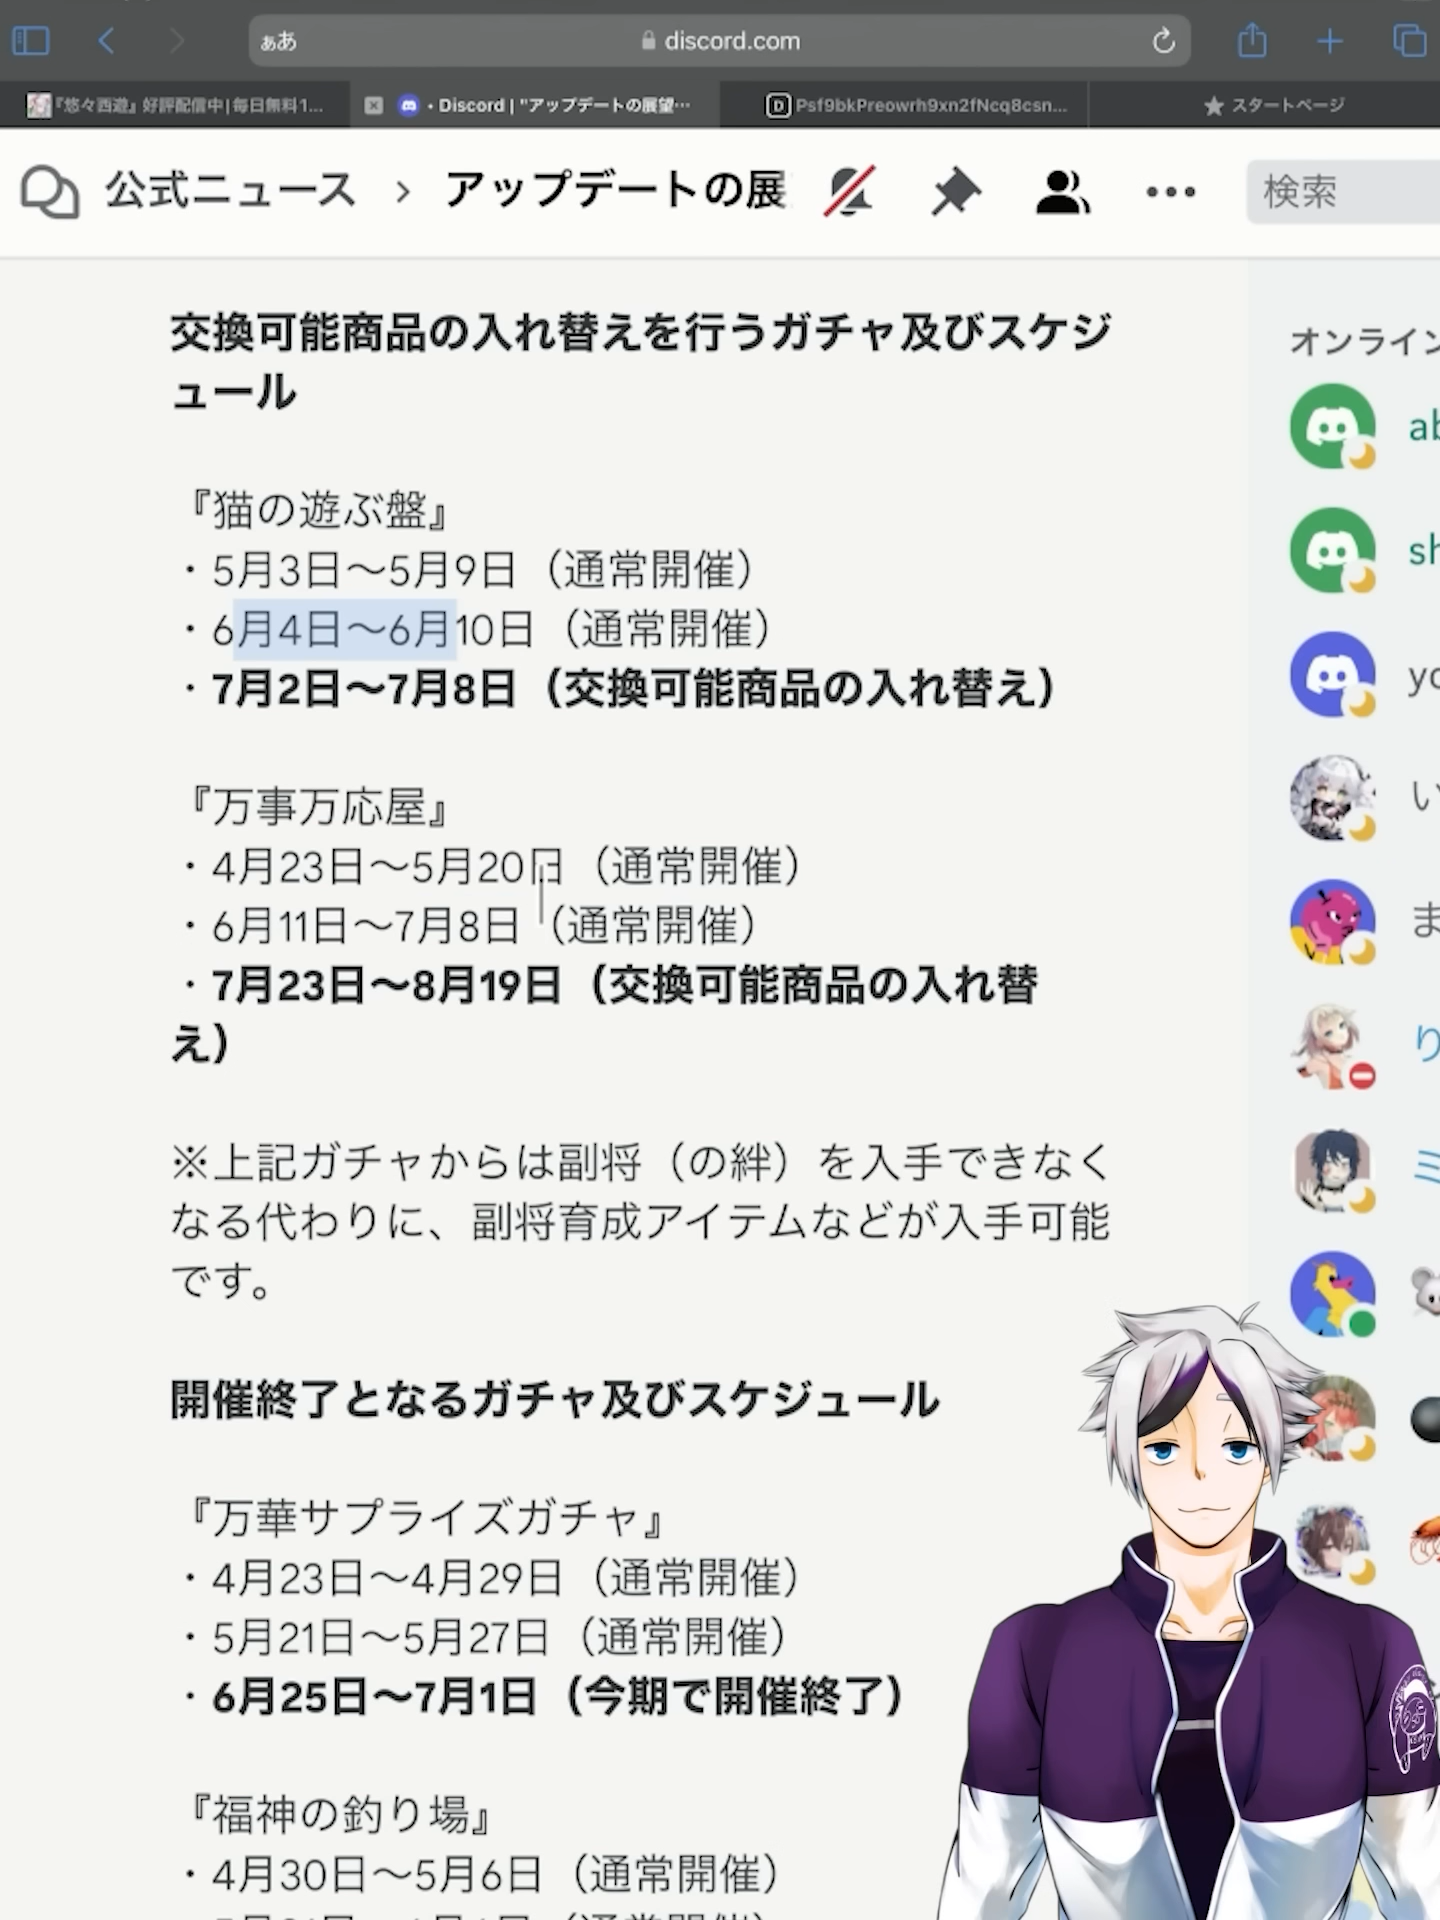 ぁあ
discord.com
『悠々西遊』好評配信中|毎日無料1...
・Discord | "アップデートの展望…
Psf9bkPreowrh9xn2fNcq8csn...
スタートページ
公式ニュース › アップデートの展
検索
交換可能商品の入れ替えを行うガチャ及びスケジ
ュール
『猫の遊ぶ盤』
・5月3日～5月9日（通常開催）
・6月4日～6月10日（通常開催）
・7月2日～7月8日（交換可能商品の入れ替え）
『万事万応屋』
・4月23日～5月20日（通常開催）
・6月11日～7月8日（通常開催）
・7月23日～8月19日（交換可能商品の入れ替
え）
※上記ガチャからは副将（の絆）を入手できなく
なる代わりに、副将育成アイテムなどが入手可能
です。
開催終了となるガチャ及びスケジュール
『万華サプライズガチャ』
・4月23日～4月29日（通常開催）
・5月21日～5月27日（通常開催）
・6月25日～7月1日（今期で開催終了）
『福神の釣り場』
・4月30日～5月6日（通常開催）
オンライン
ab
sh
yo
い
ま
り
ミ